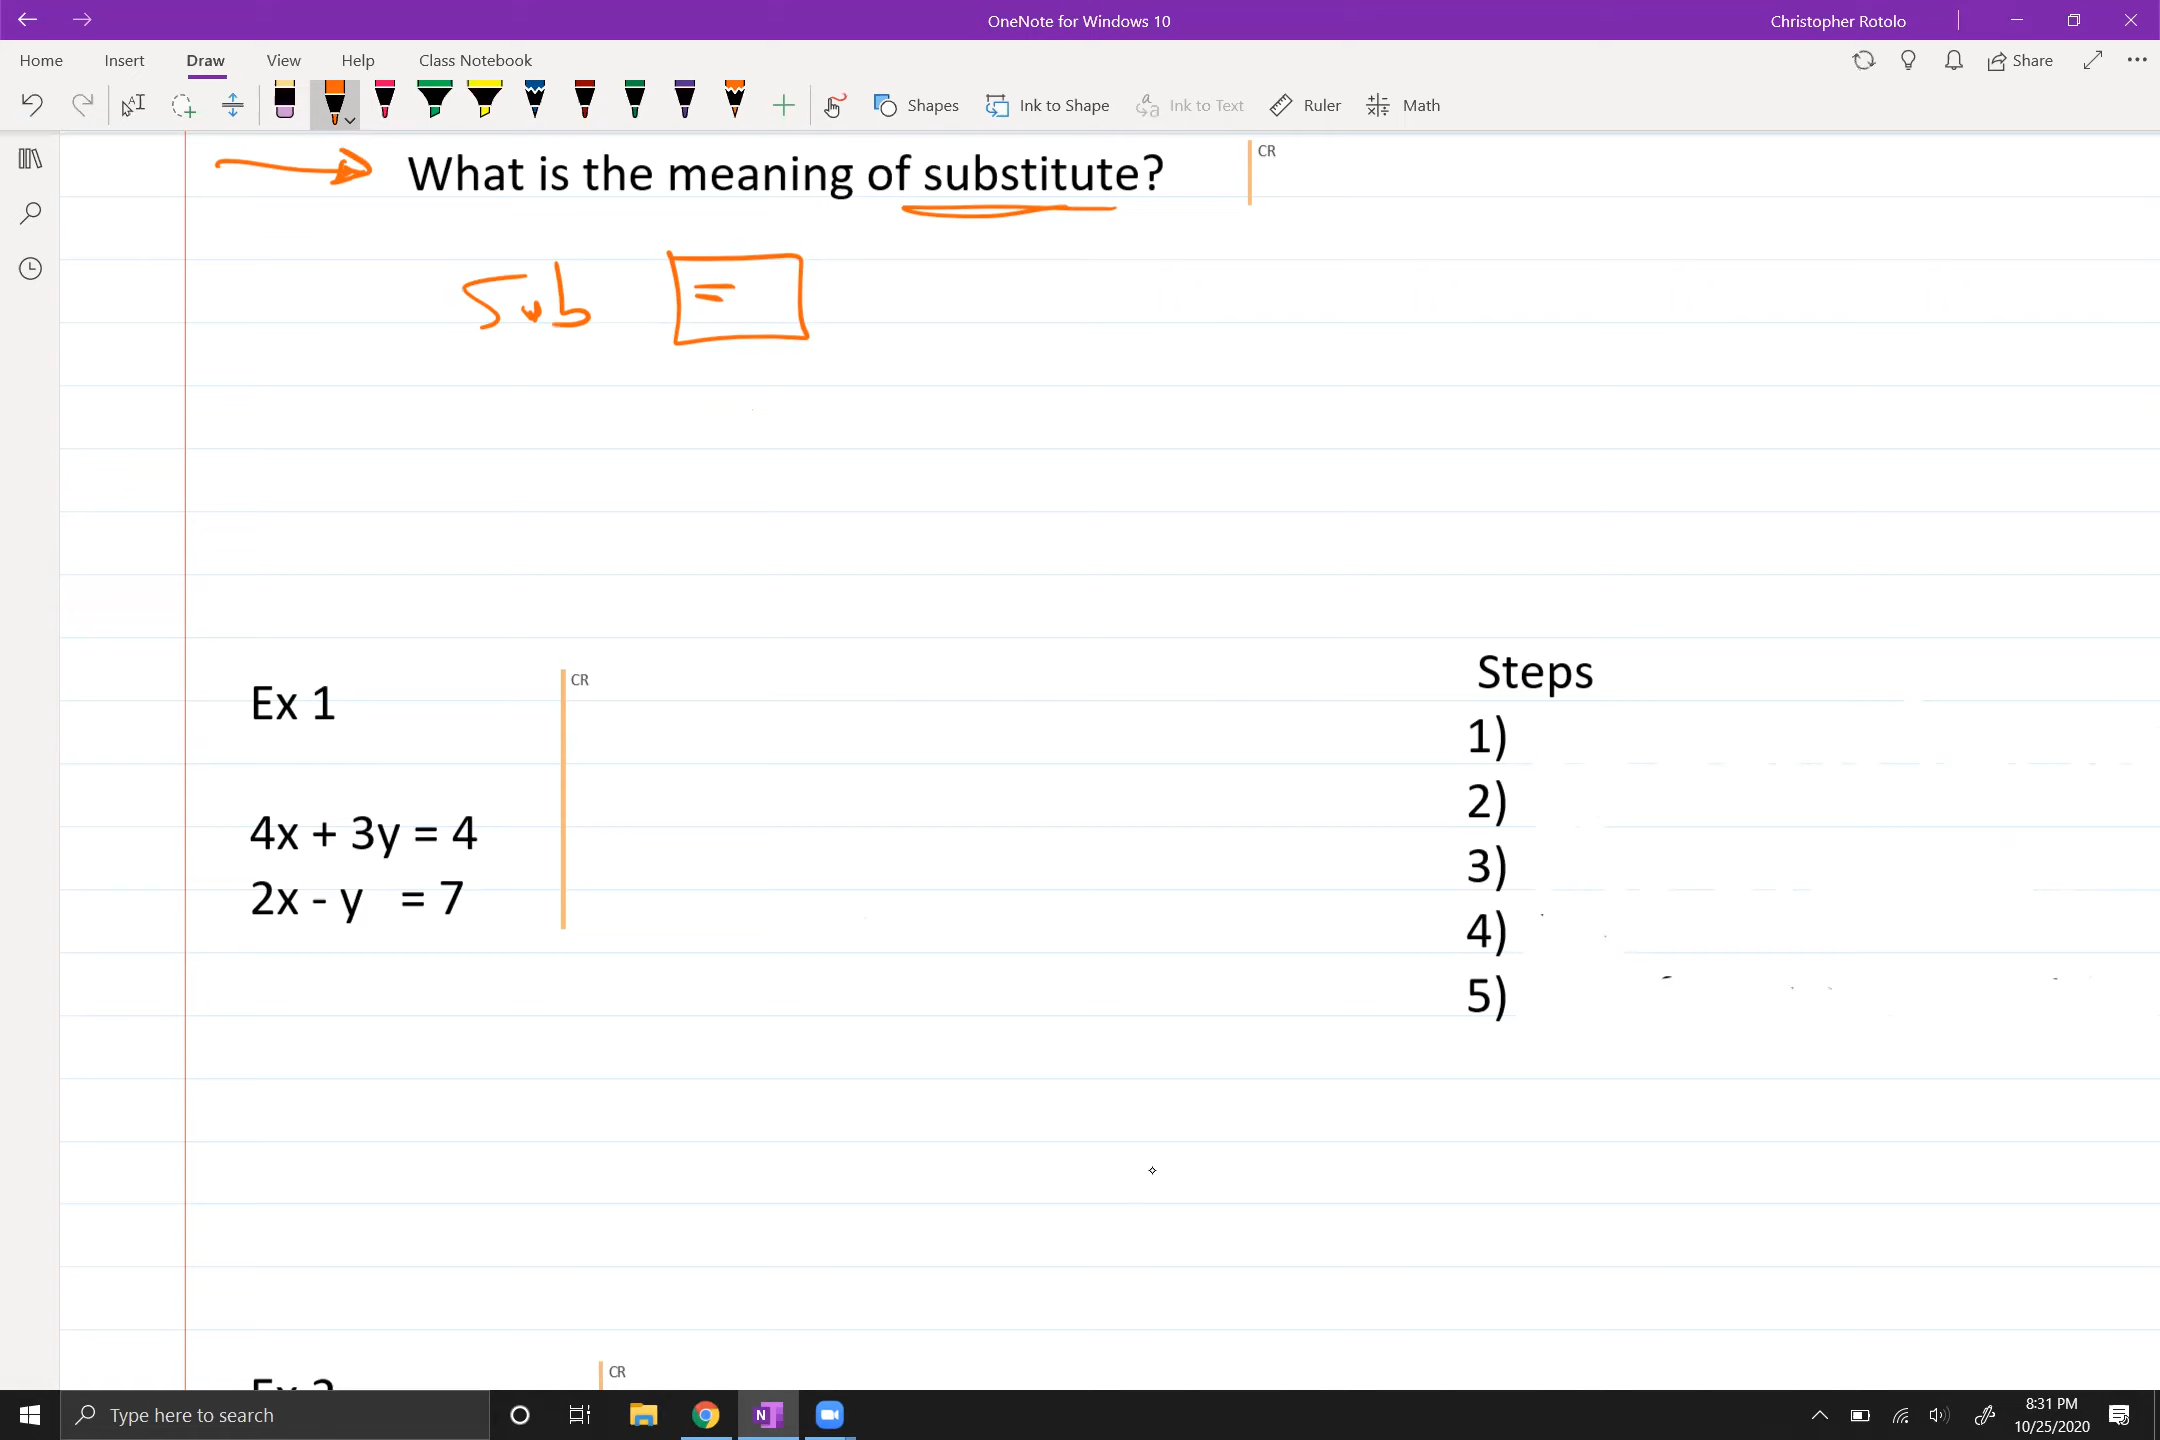 OneNote for Windows 10
Christopher Rotolo
Home Insert Draw View Help Class Notebook
Share
Shapes Ink to Shape Ink to Text Ruler Math
What is the meaning of substitute?
CR
Sub
Steps
CR
Ex 1
1)
2)
4x + 3y = 4
3)
2x - y = 7
4)
5)
CR
Ex 2
Type here to search
8:31 PM
10/25/2020